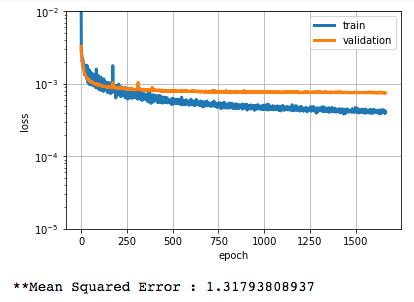 10⁻²
train
validation
10⁻³
loss
10⁻⁴
10⁻⁵
0 250 500 750 1000 1250 1500
epoch
**Mean Squared Error : 1.31793808937